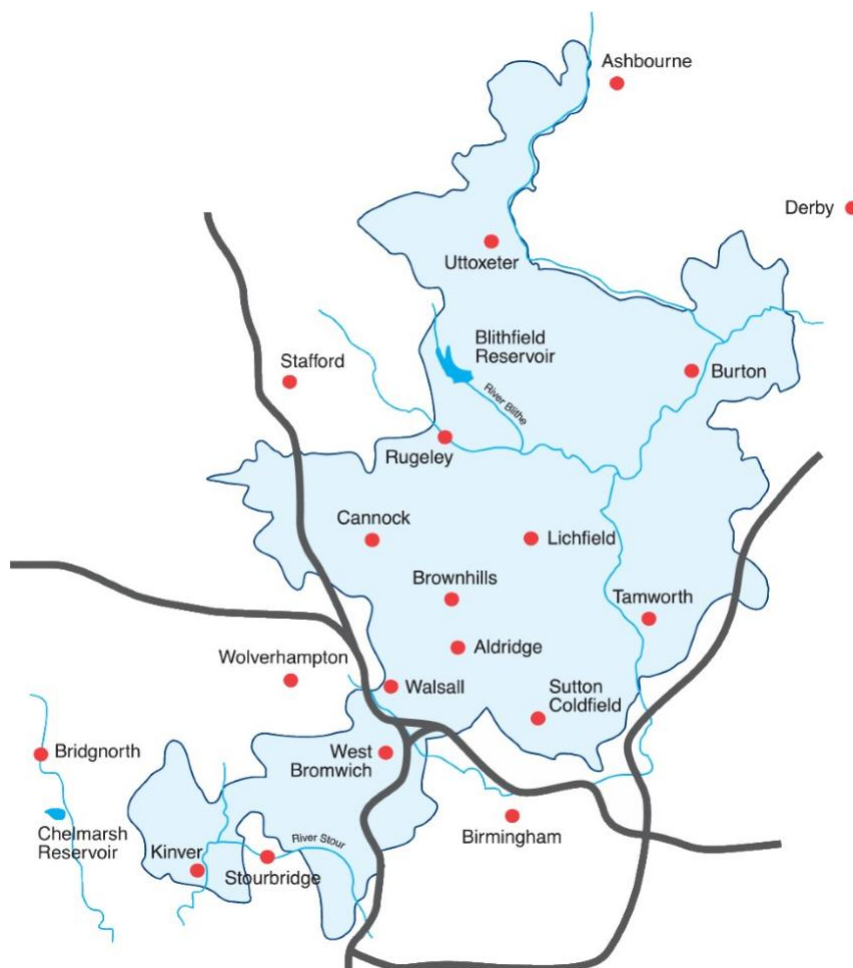 Ashbourne
Derby
Uttoxeter
Blithfield
Reservoir
Stafford
Burton
River Blithe
Rugeley
Cannock
Lichfield
Brownhills
Tamworth
Aldridge
Wolverhampton
Walsall
Sutton
Coldfield
Bridgnorth
West
Bromwich
Chelmarsh
Reservoir
Birmingham
River Stour
Kinver
Stourbridge